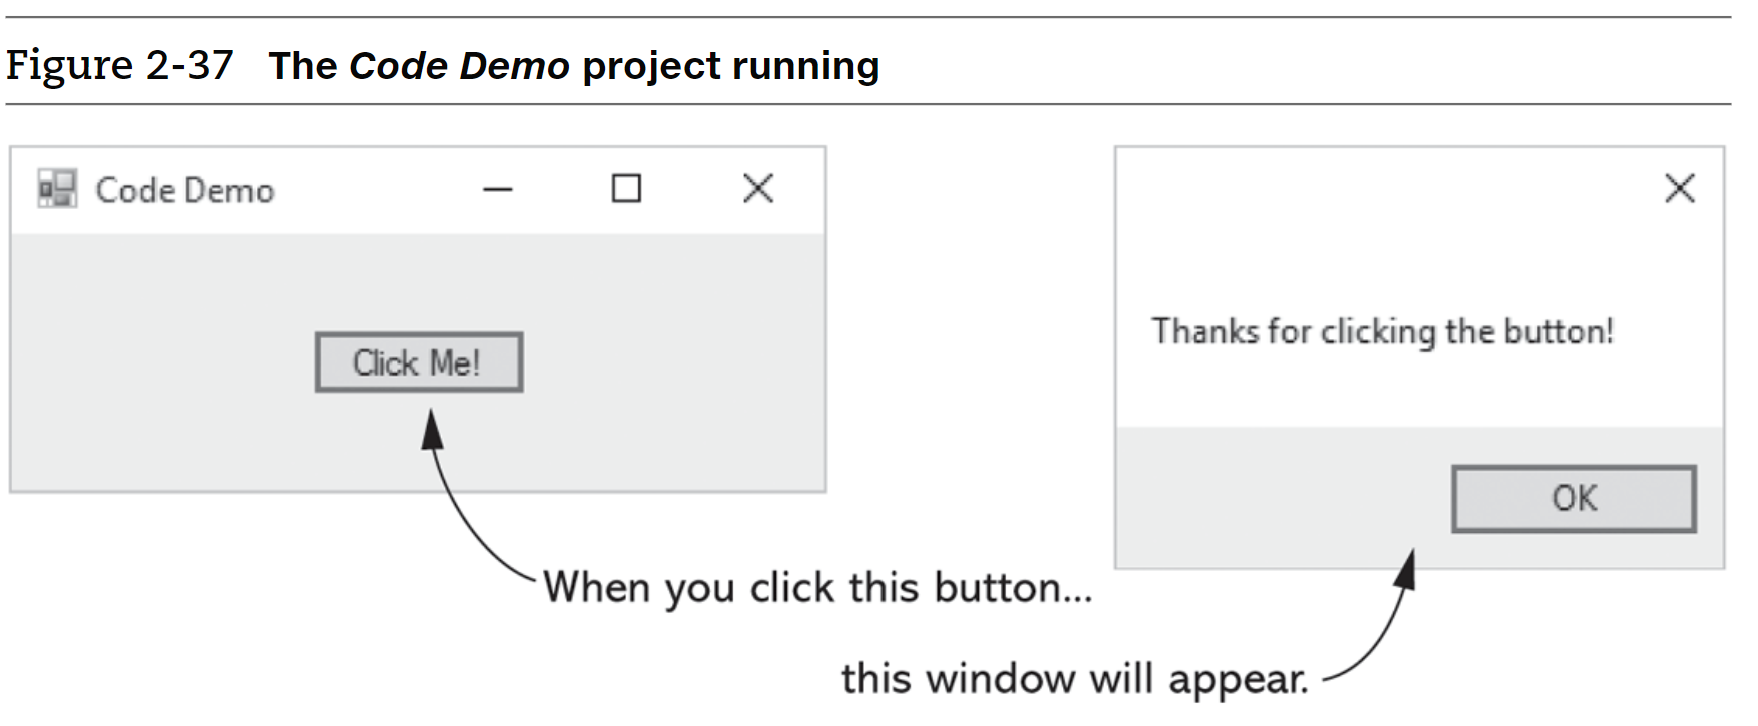 Figure 2-37 The Code Demo project running
Code Demo
Click Me!
When you click this button...
Thanks for clicking the button!
OK
this window will appear.